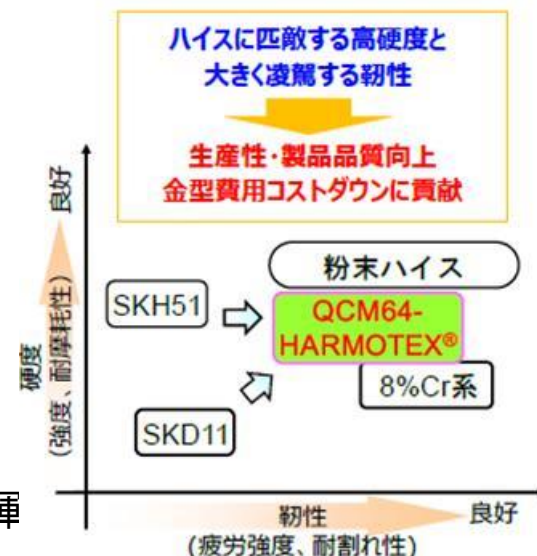 ハイスに匹敵する高硬度と
大きく凌駕する靭性
生産性・製品品質向上
金型費用コストダウンに貢献
良好
硬度
(強度、耐摩耗性)
粉末ハイス
SKH51
QCM64-
HARMOTEX®
8%Cr系
SKD11
靭性
良好
(疲労強度、耐割れ性)